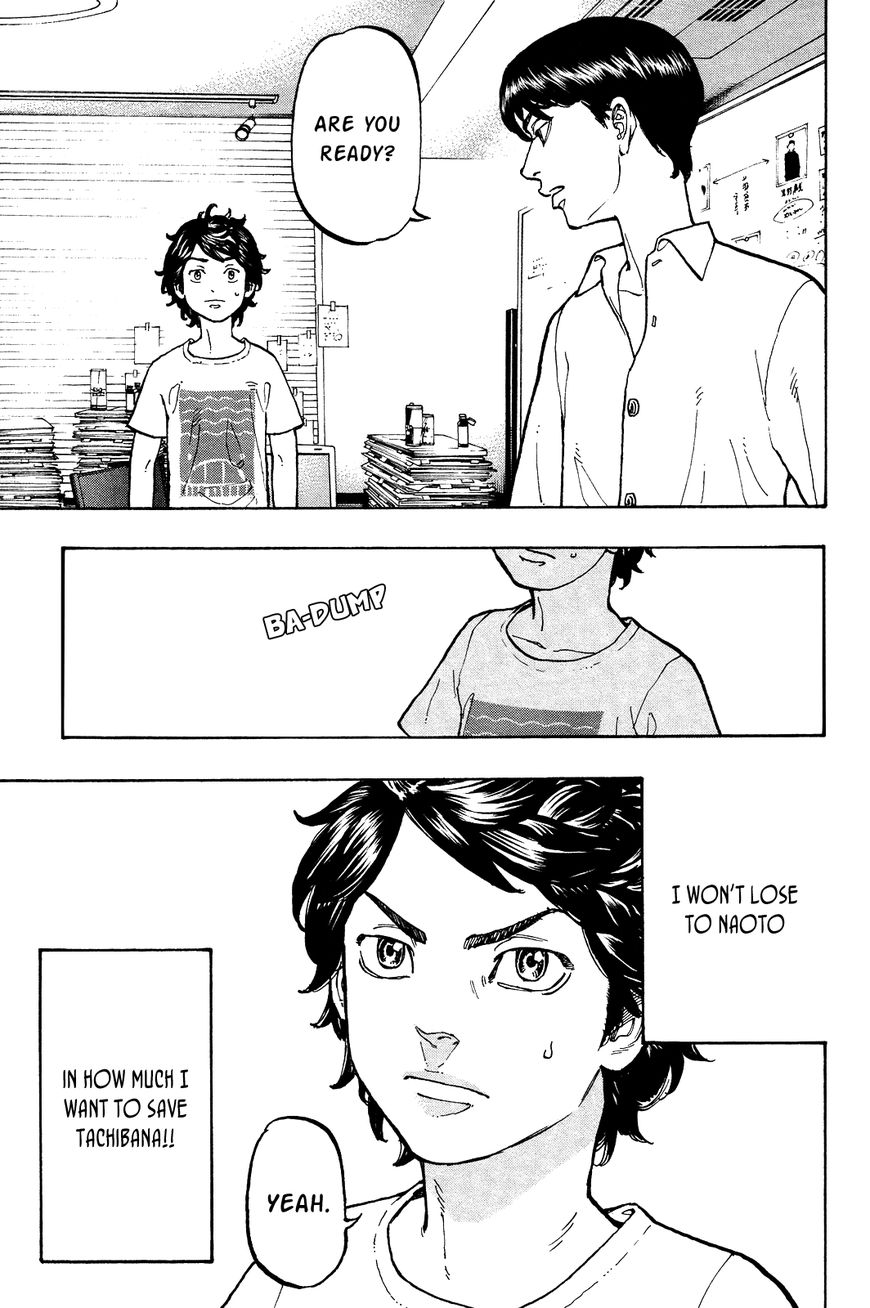 ARE YOU
READY?
BA-DUMP
I WON'T LOSE
TO NAOTO
IN HOW MUCH I
WANT TO SAVE
TACHIBANA!!
YEAH.